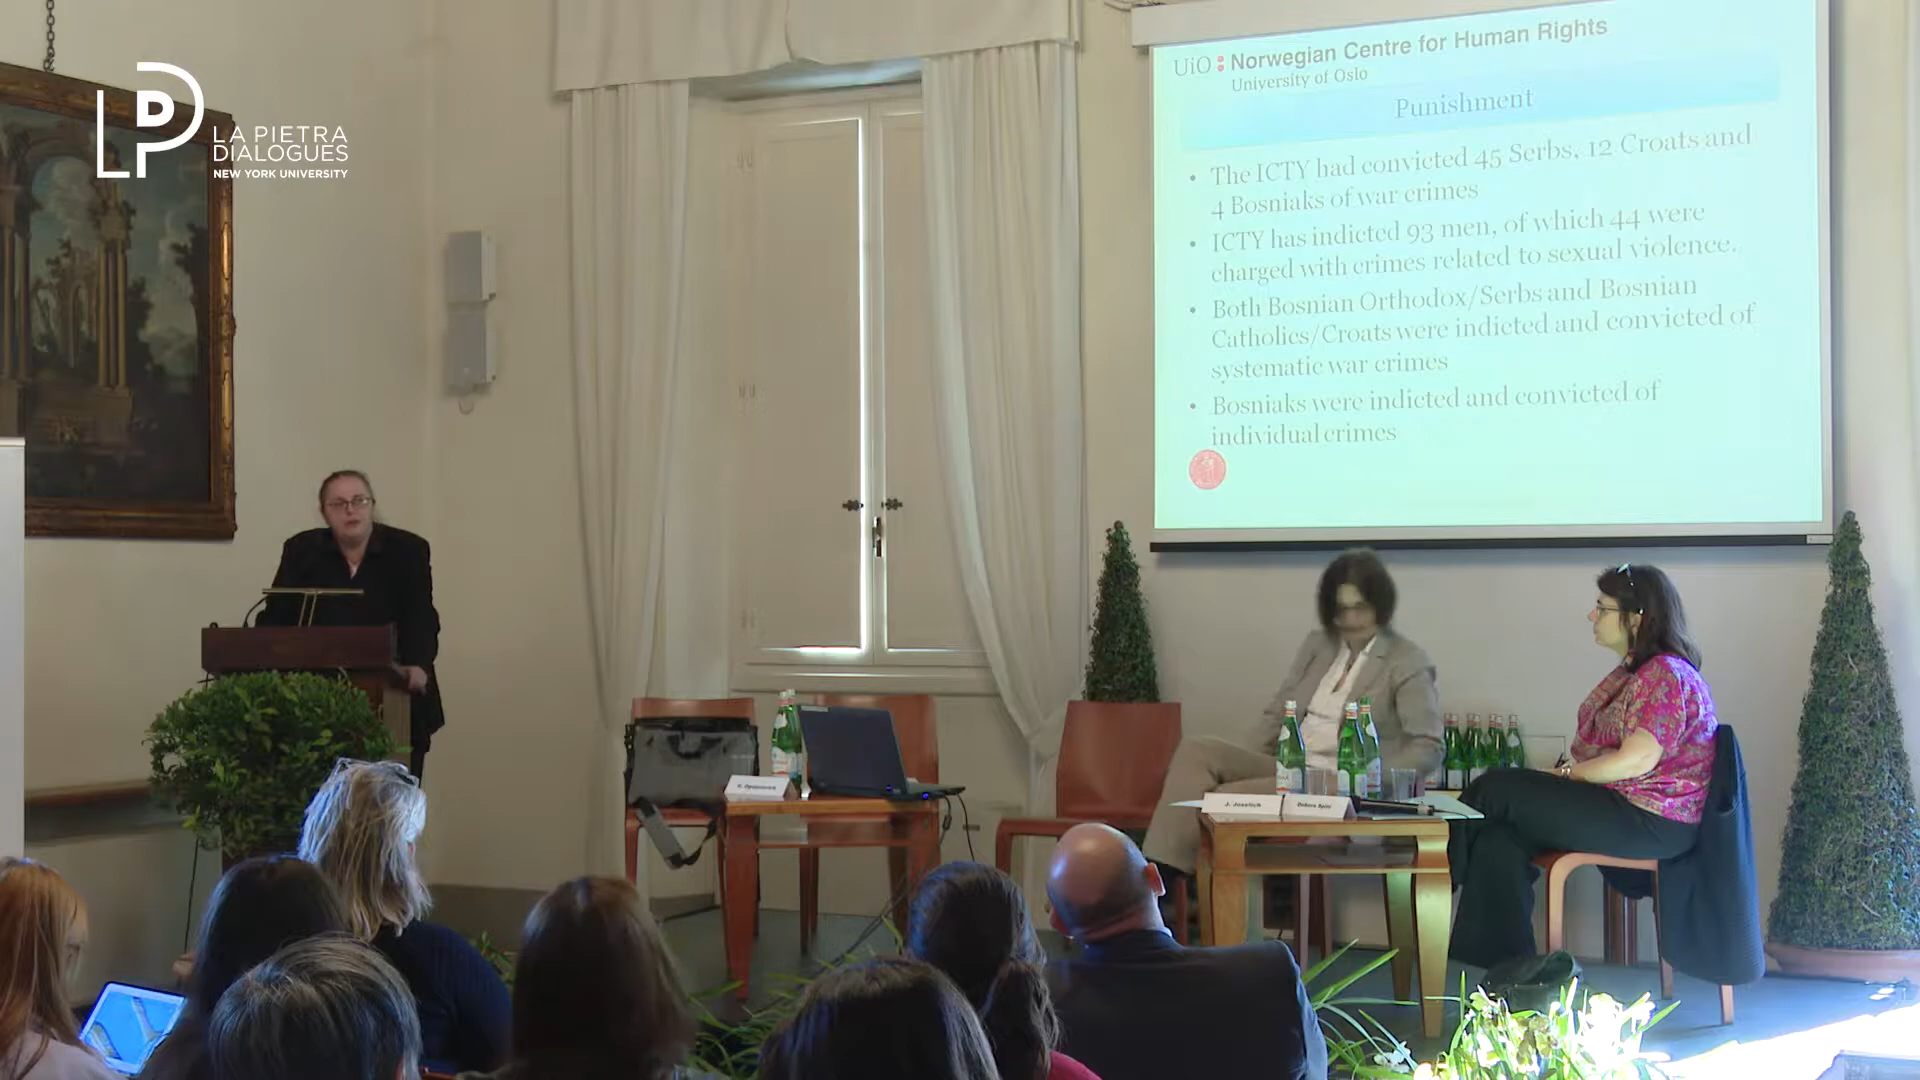 LA PIETRA
DIALOGUES
NEW YORK UNIVERSITY
UiO Norwegian Centre for Human Rights
University of Oslo
Punishment
• The ICTY had convicted 45 Serbs, 12 Croats and
4 Bosniaks of war crimes
• ICTY has indicted 93 men, of which 44 were
charged with crimes related to sexual violence.
• Both Bosnian Orthodox/Serbs and Bosnian
Catholics/Croats were indicted and convicted of
systematic war crimes
• Bosniaks were indicted and convicted of
individual crimes